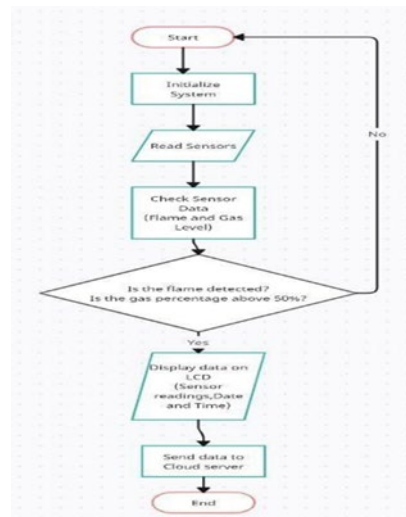 Start
Initialize
System
Read Sensors
Check Sensor
Data
(Flame and Gas
Level)
Is the flame detected?
Is the gas percentage above 50%?
No
Yes
Display data on
LCD
(Sensor
readings,Date
and Time)
Send data to
Cloud server
End